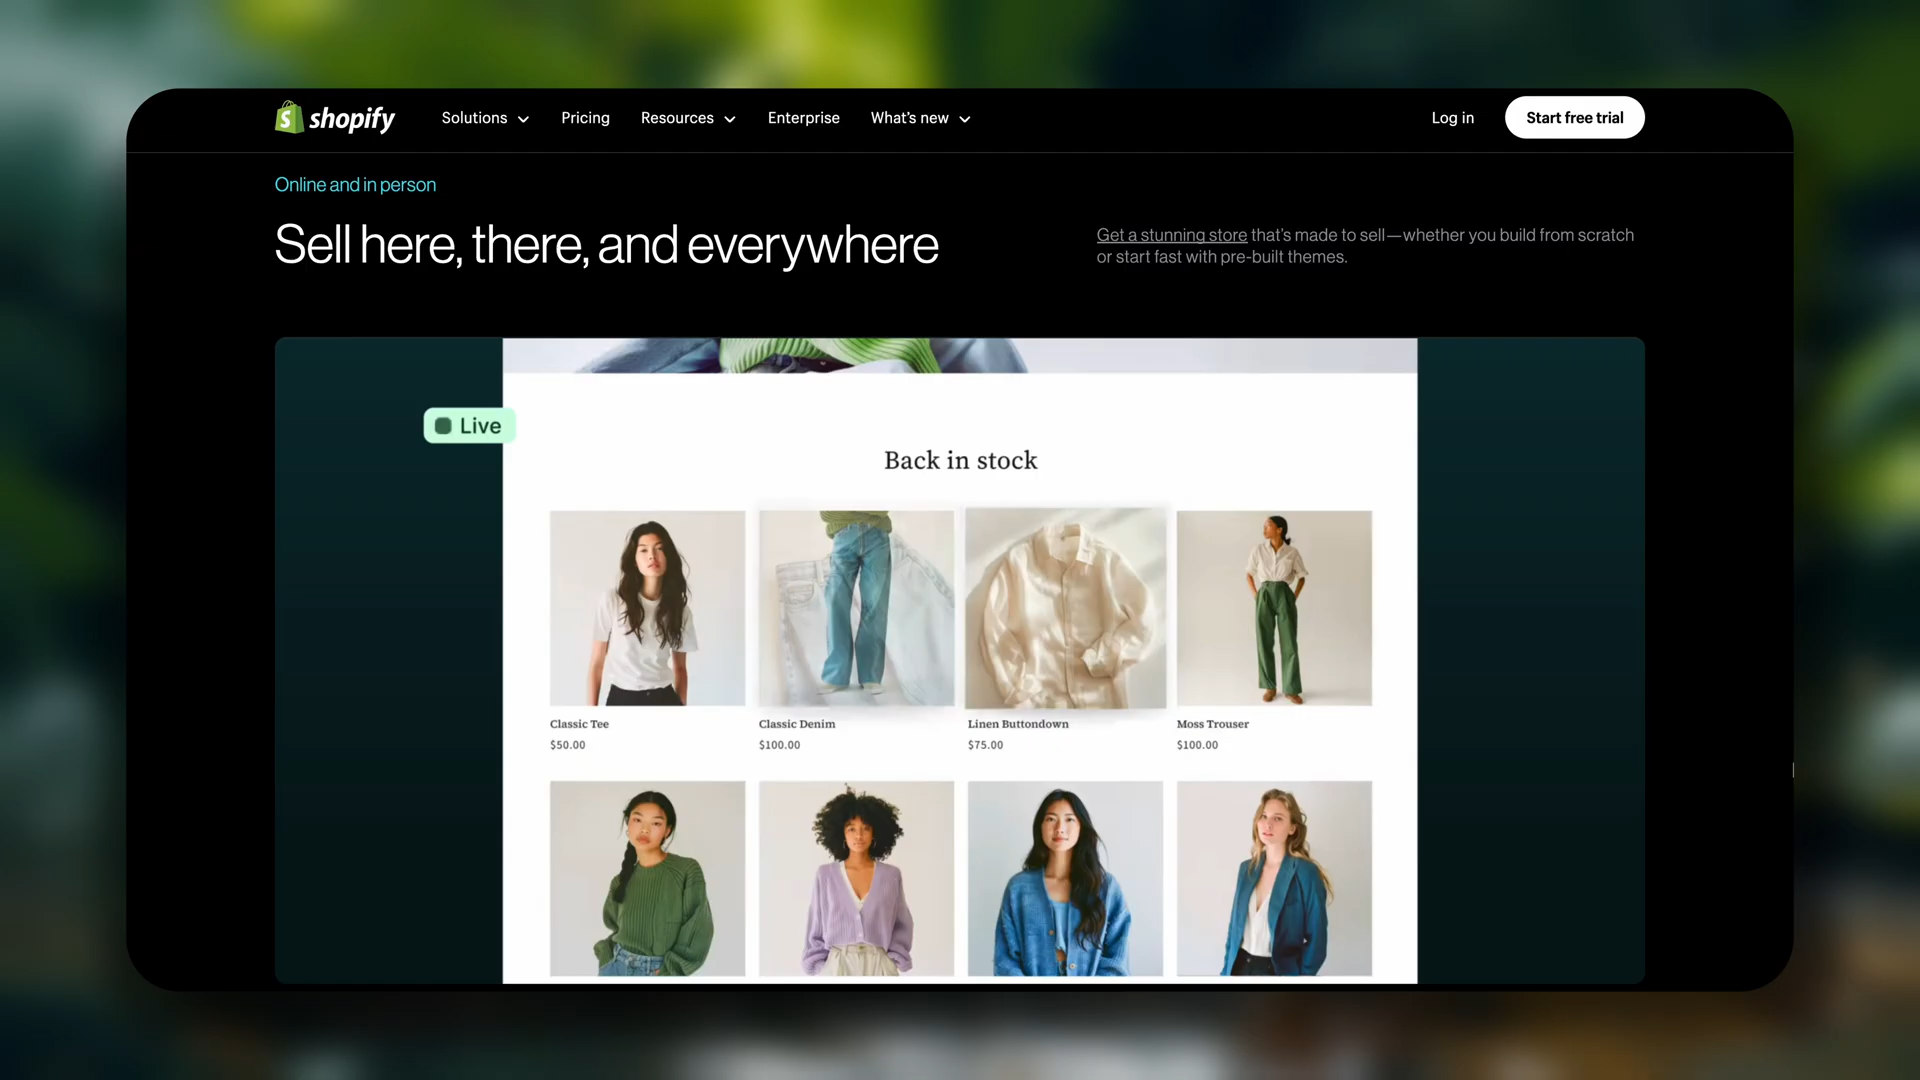 shopify Solutions Pricing Resources Enterprise What's new Log in Start free trial
Online and in person
Sell here, there, and everywhere
Get a stunning store that's made to sell—whether you build from scratch
or start fast with pre-built themes.
Live
Back in stock
Classic Tee Classic Denim Linen Buttondown Moss Trouser
$50.00 $100.00 $75.00 $100.00